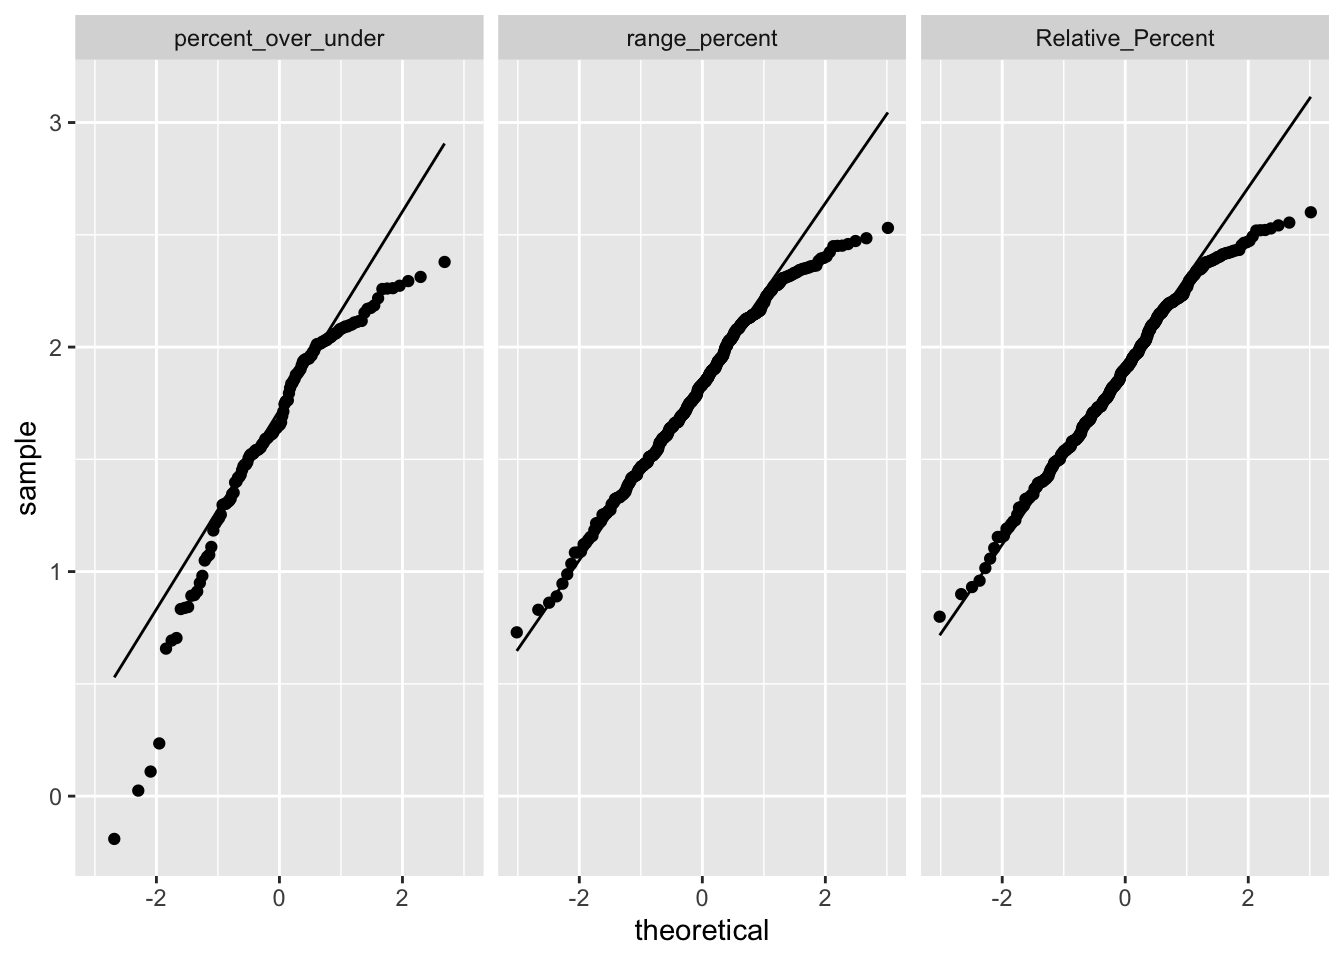 percent_over_under
range_percent
Relative_Percent
3
2
1
0
sample
-2 0 2
-2 0 2
-2 0 2
theoretical